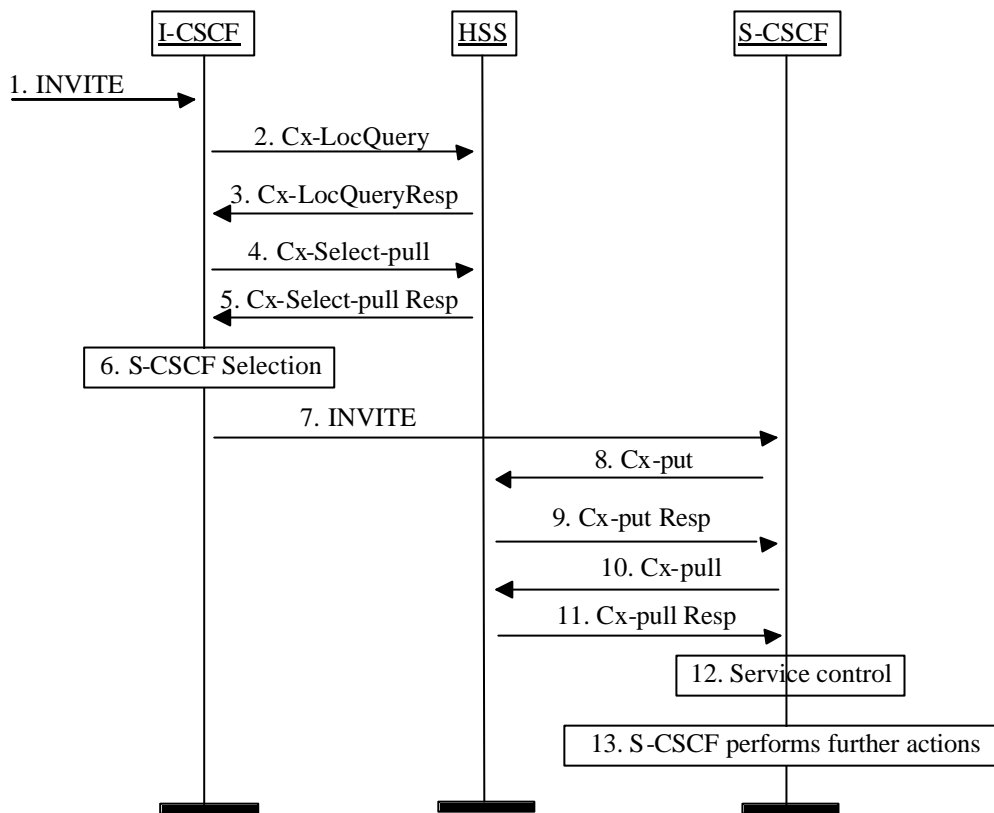 I-CSCF
HSS
S-CSCF
1. INVITE
2. Cx-LocQuery
3. Cx-LocQueryResp
4. Cx-Select-pull
5. Cx-Select-pull Resp
6. S-CSCF Selection
7. INVITE
8. Cx-put
9. Cx-put Resp
10. Cx-pull
11. Cx-pull Resp
12. Service control
13. S-CSCF performs further actions